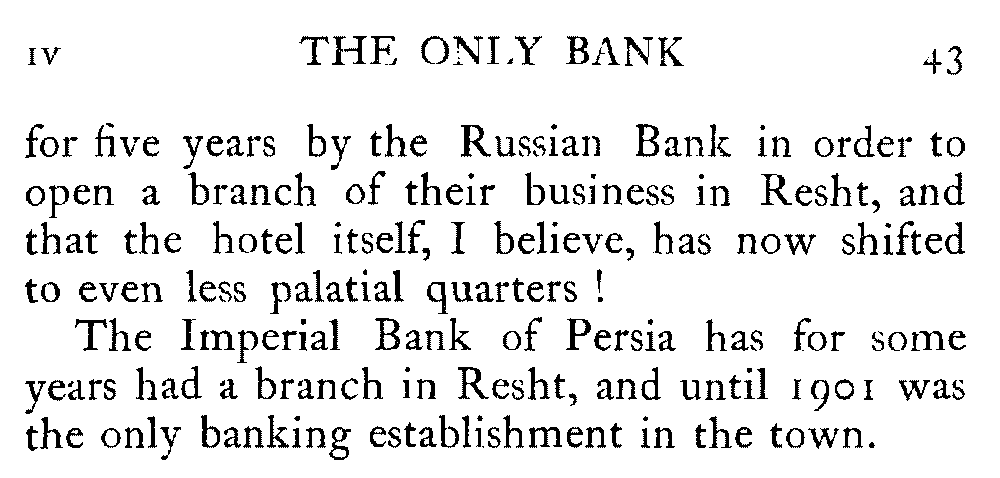 IV THE ONLY BANK 43
for five years by the Russian Bank in order to
open a branch of their business in Resht, and
that the hotel itself, I believe, has now shifted
to even less palatial quarters !
The Imperial Bank of Persia has for some
years had a branch in Resht, and until 1901 was
the only banking establishment in the town.